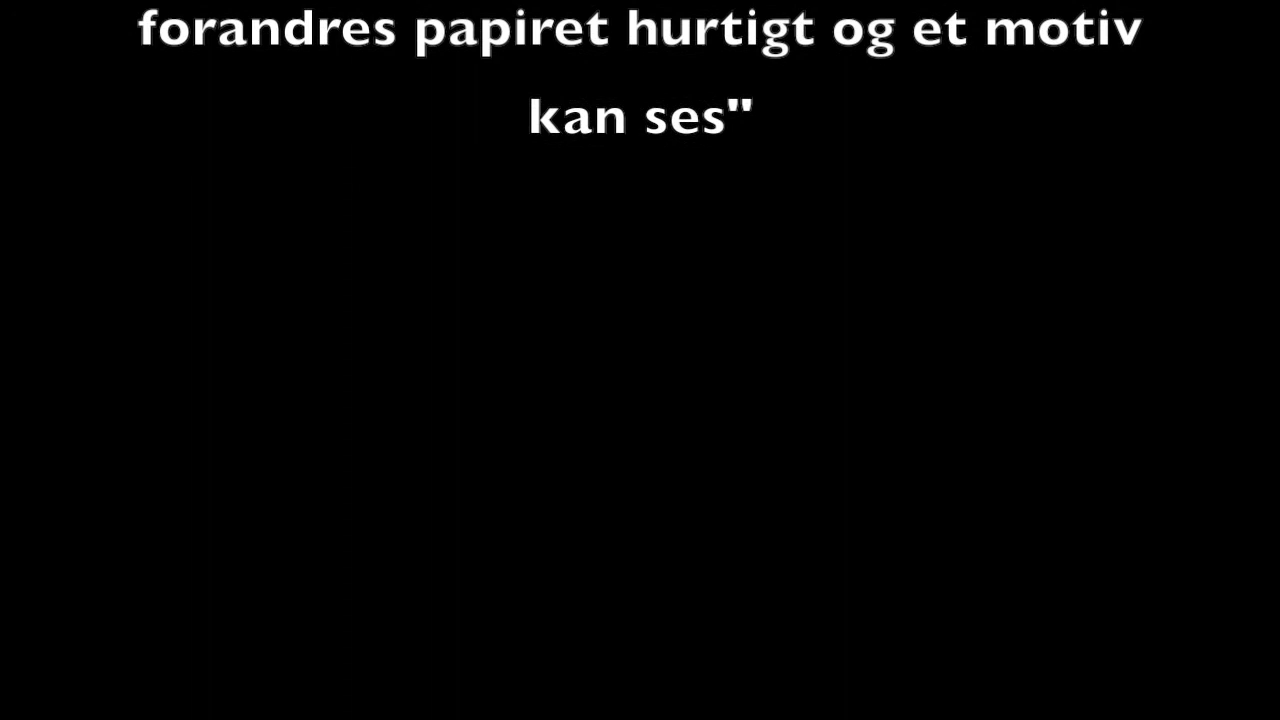 forandres papiret hurtigt og et motiv
kan ses"